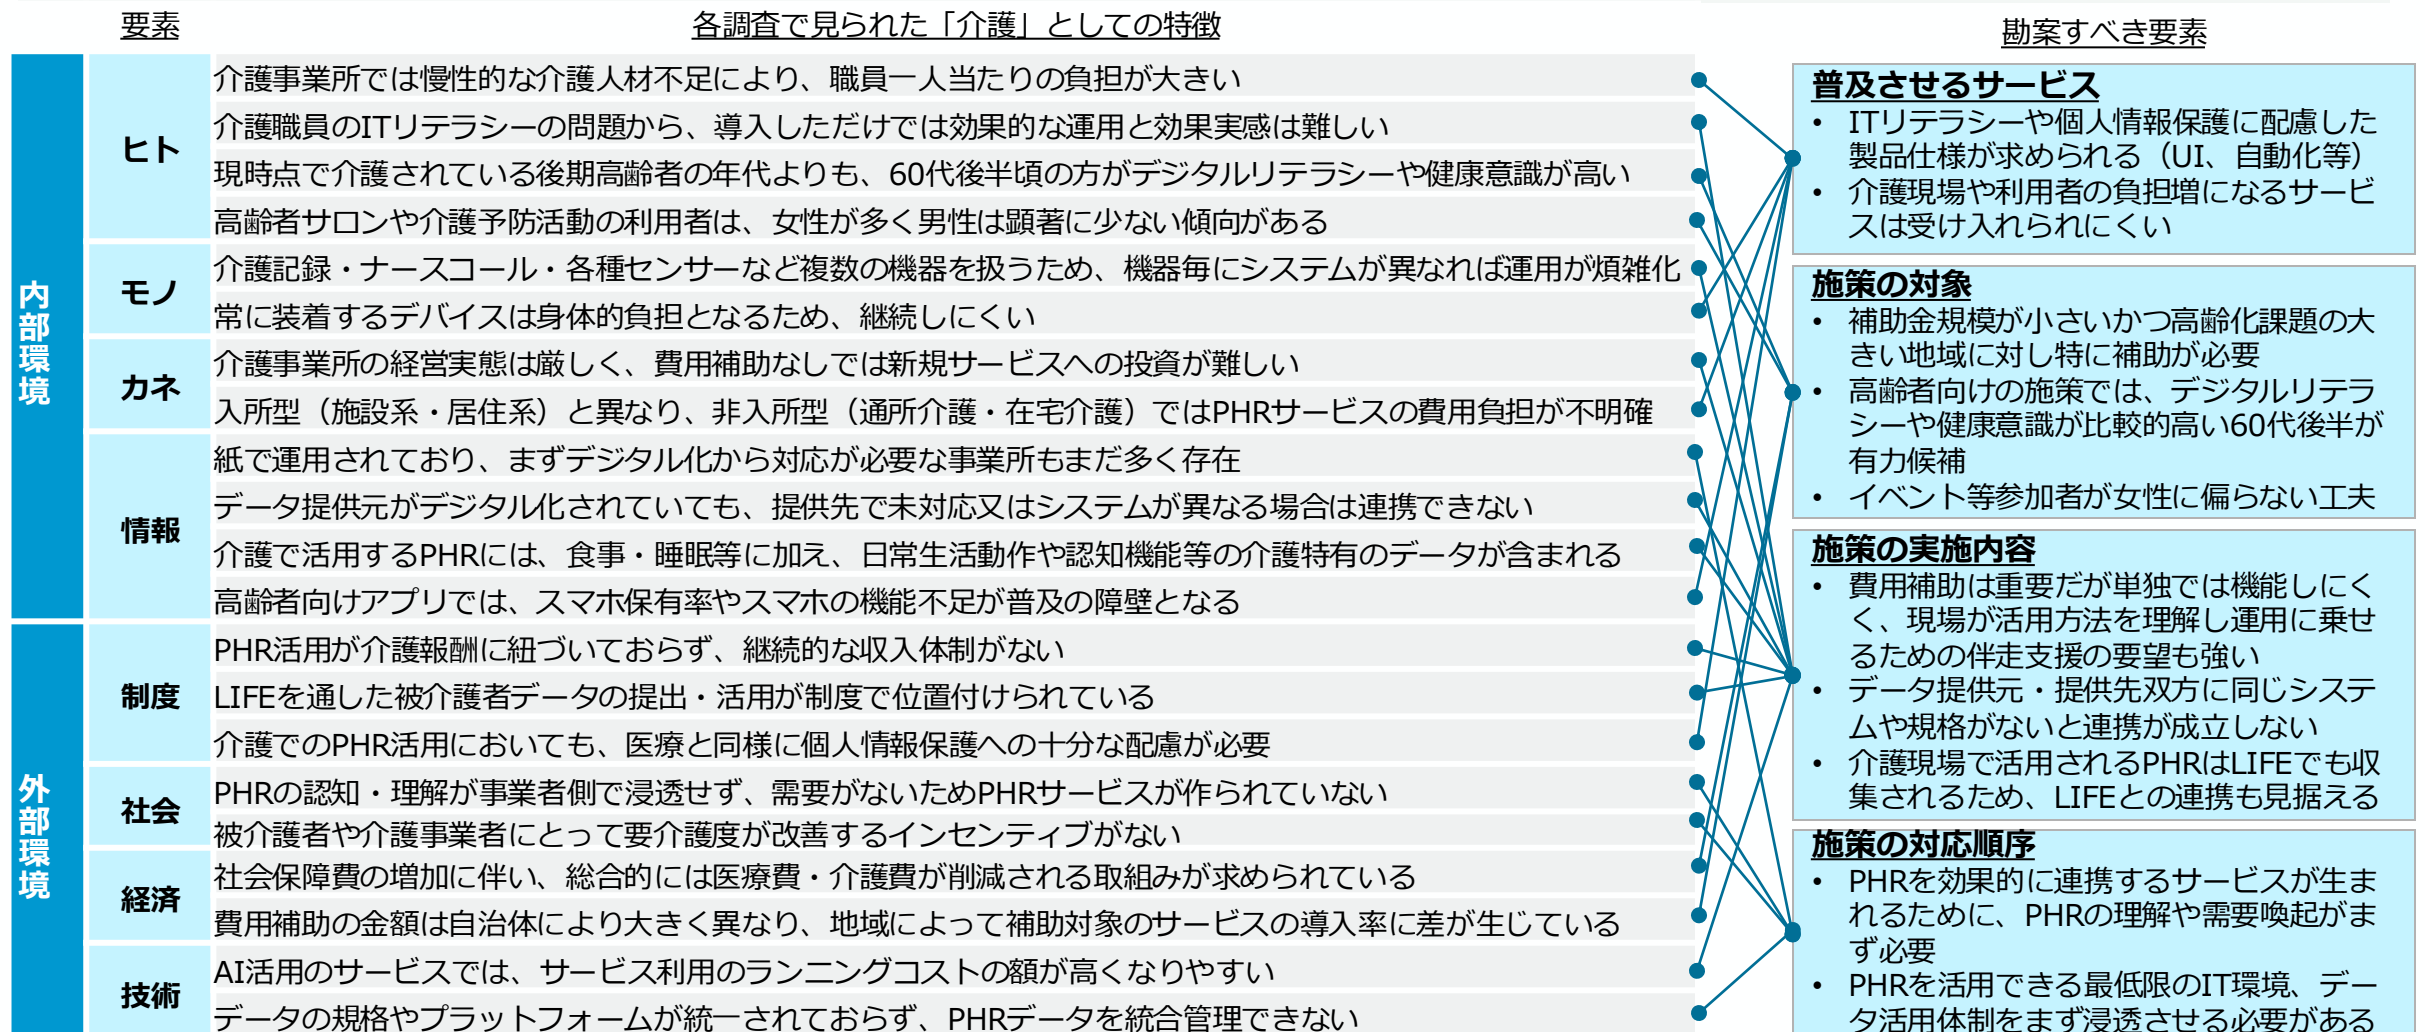 要素
各調査で見られた「介護」としての特徴
勘案すべき要素
内部環境
ヒト
介護事業所では慢性的な介護人材不足により、職員一人当たりの負担が大きい
介護職員のITリテラシーの問題から、導入しただけでは効果的な運用と効果実感は難しい
現時点で介護されている後期高齢者の年代よりも、60代後半頃の方がデジタルリテラシーや健康意識が高い
高齢者サロンや介護予防活動の利用者は、女性が多く男性は顕著に少ない傾向がある
モノ
介護記録・ナースコール・各種センサーなど複数の機器を扱うため、機器毎にシステムが異なれば運用が煩雑化
常に装着するデバイスは身体的負担となるため、継続しにくい
カネ
介護事業所の経営実態は厳しく、費用補助なしでは新規サービスへの投資が難しい
入所型（施設系・居住系）と異なり、非入所型（通所介護・在宅介護）ではPHRサービスの費用負担が不明確
情報
紙で運用されており、まずデジタル化から対応が必要な事業所もまだ多く存在
データ提供元がデジタル化されていても、提供先で未対応又はシステムが異なる場合は連携できない
介護で活用するPHRには、食事・睡眠等に加え、日常生活動作や認知機能等の介護特有のデータが含まれる
高齢者向けアプリでは、スマホ保有率やスマホの機能不足が普及の障壁となる
外部環境
制度
PHR活用が介護報酬に紐づいておらず、継続的な収入体制がない
LIFEを通した被介護者データの提出・活用が制度で位置付けられている
介護でのPHR活用においても、医療と同様に個人情報保護への十分な配慮が必要
社会
PHRの認知・理解が事業者側で浸透せず、需要がないためPHRサービスが作られていない
被介護者や介護事業者にとって要介護度が改善するインセンティブがない
経済
社会保障費の増加に伴い、総合的には医療費・介護費が削減される取組みが求められている
費用補助の金額は自治体により大きく異なり、地域によって補助対象のサービスの導入率に差が生じている
技術
AI活用のサービスでは、サービス利用のランニングコストの額が高くなりやすい
データの規格やプラットフォームが統一されておらず、PHRデータを統合管理できない
普及させるサービス
• ITリテラシーや個人情報保護に配慮した
製品仕様が求められる（UI、自動化等）
• 介護現場や利用者の負担増になるサービ
スは受け入れられにくい
施策の対象
• 補助金規模が小さいかつ高齢化課題の大
きい地域に対し特に補助が必要
• 高齢者向けの施策では、デジタルリテラ
シーや健康意識が比較的高い60代後半が
有力候補
• イベント等参加者が女性に偏らない工夫
施策の実施内容
• 費用補助は重要だが単独では機能しにく
く、現場が活用方法を理解し運用に乗せ
るための伴走支援の要望も強い
• データ提供元・提供先双方に同じシステ
ムや規格がないと連携が成立しない
• 介護現場で活用されるPHRはLIFEでも収
集されるため、LIFEとの連携も見据える
施策の対応順序
• PHRを効果的に連携するサービスが生ま
れるために、PHRの理解や需要喚起がま
ず必要
• PHRを活用できる最低限のIT環境、デー
タ活用体制をまず浸透させる必要がある